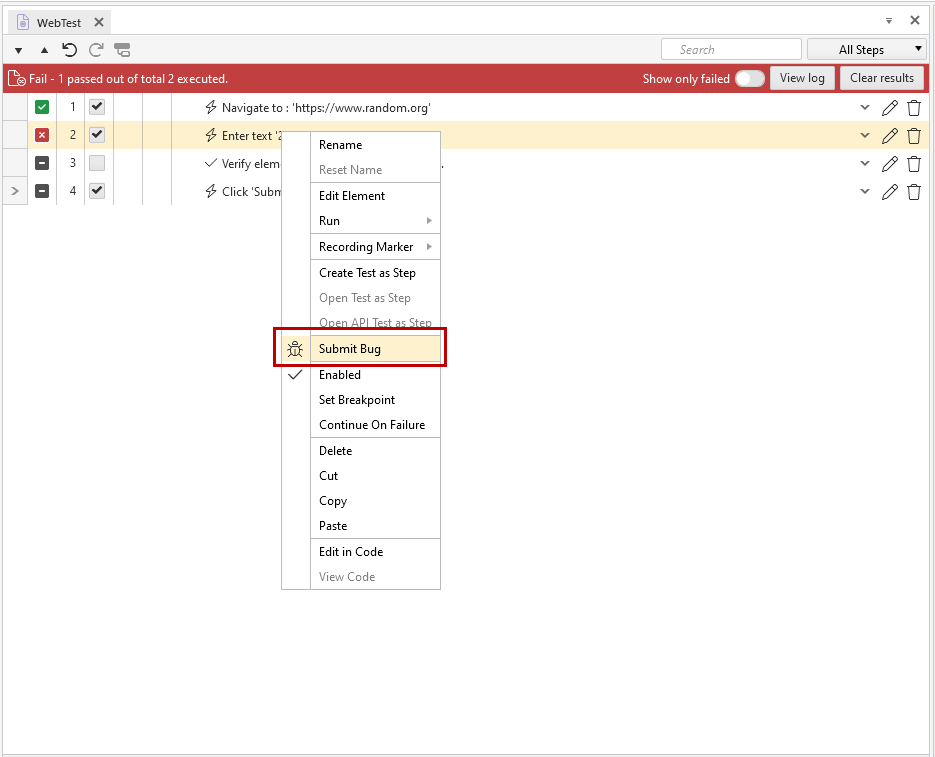 WebTest
Search
All Steps
Fail - 1 passed out of total 2 executed.
Show only failed
View log
Clear results
1
Navigate to : 'https://www.random.org'
2
Enter text '2
3
Verify elem
4
Click 'Subm
Rename
Reset Name
Edit Element
Run
Recording Marker
Create Test as Step
Open Test as Step
Open API Test as Step
Submit Bug
Enabled
Set Breakpoint
Continue On Failure
Delete
Cut
Copy
Paste
Edit in Code
View Code